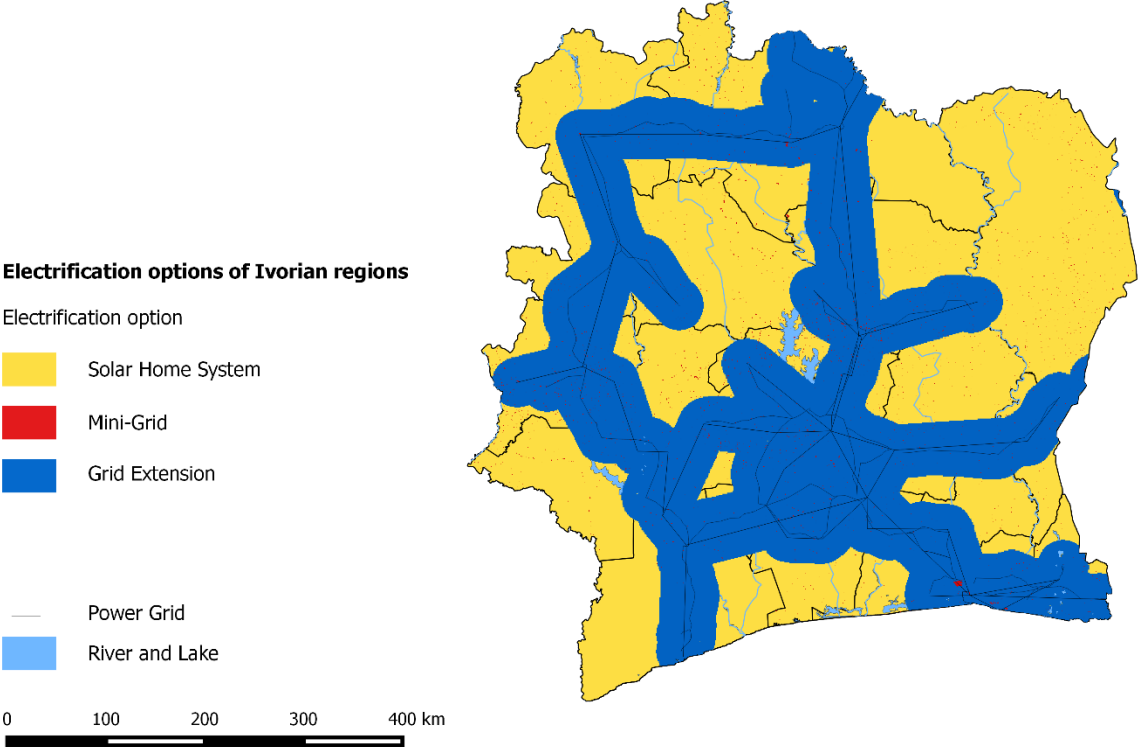 Electrification options of Ivorian regions
Electrification option
Solar Home System
Mini-Grid
Grid Extension
Power Grid
River and Lake
0 100 200 300 400 km